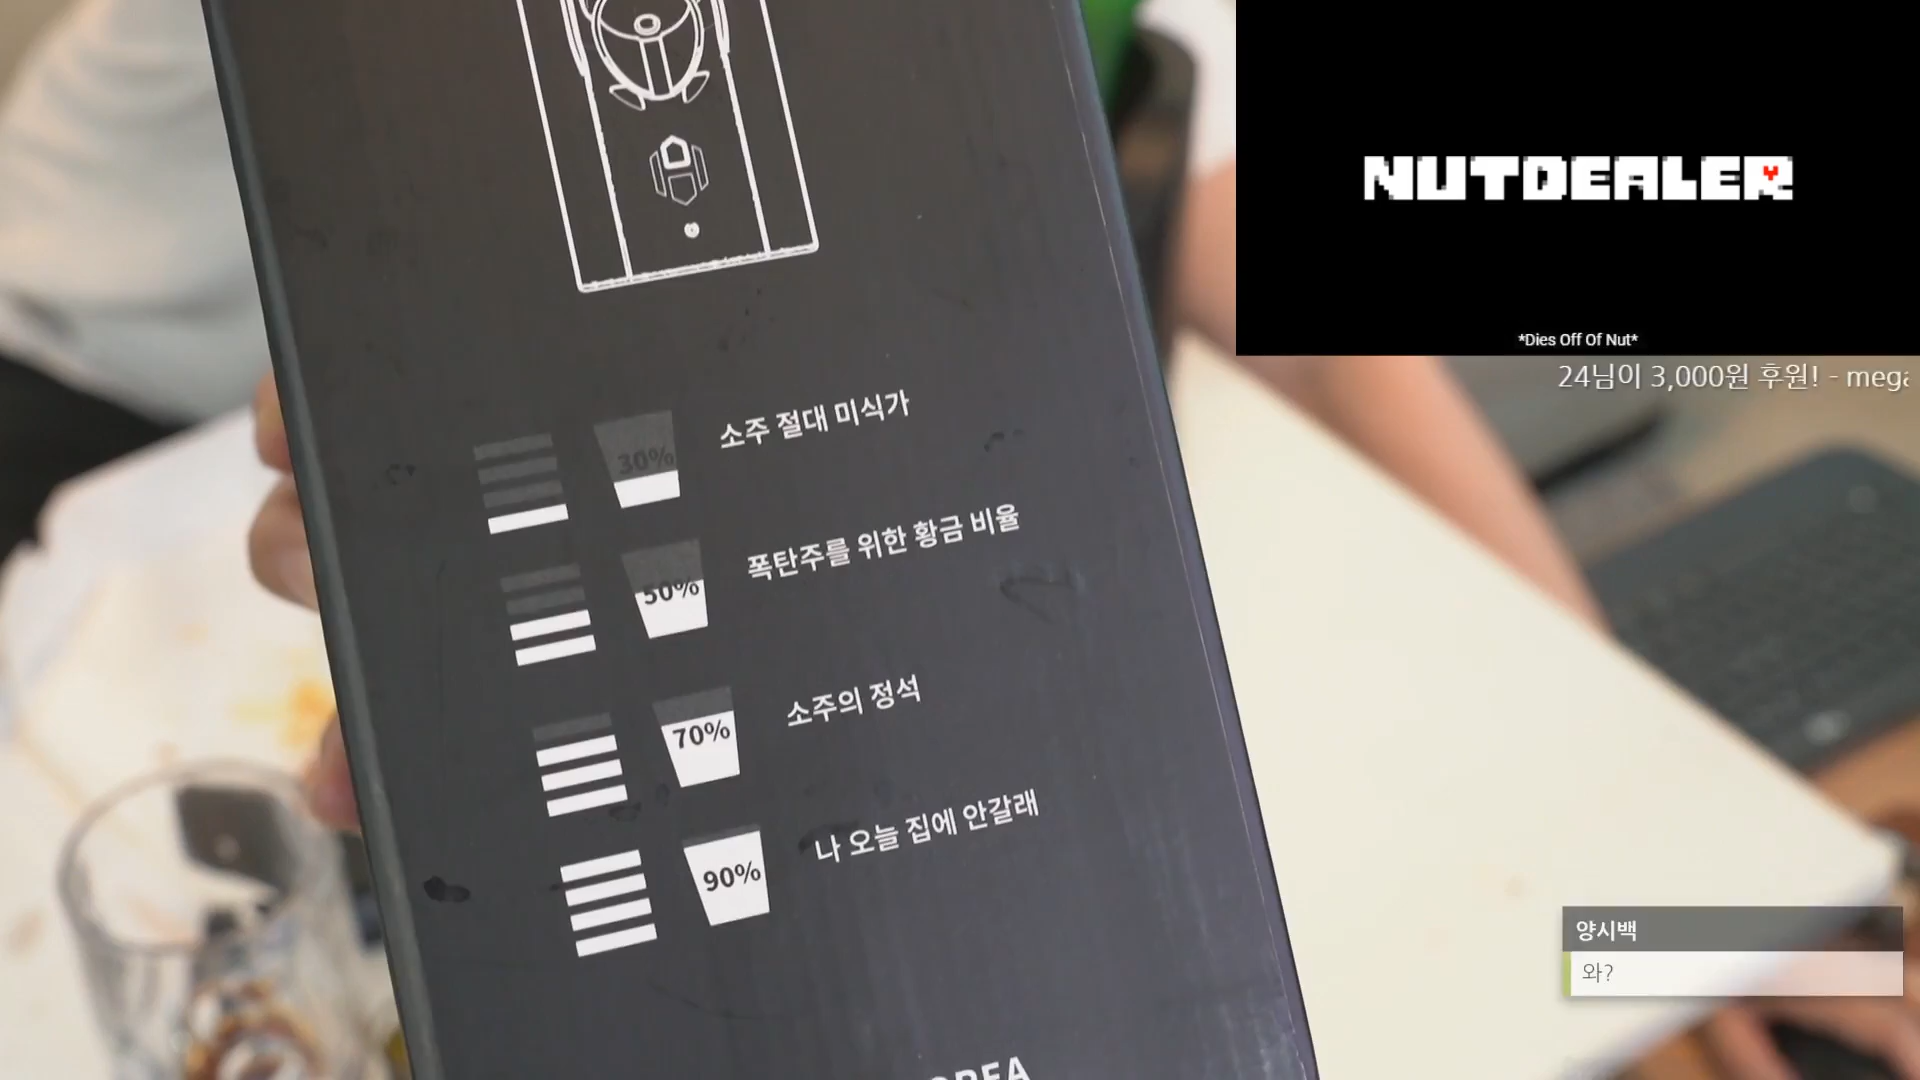 NUTDEALER
*Dies Off Of Nut*
24님이 3,000원 후원! - mega
30% 소주 절대 미식가
50% 폭탄주를 위한 황금 비율
70% 소주의 정석
90% 나 오늘 집에 안갈래
양시백
와?